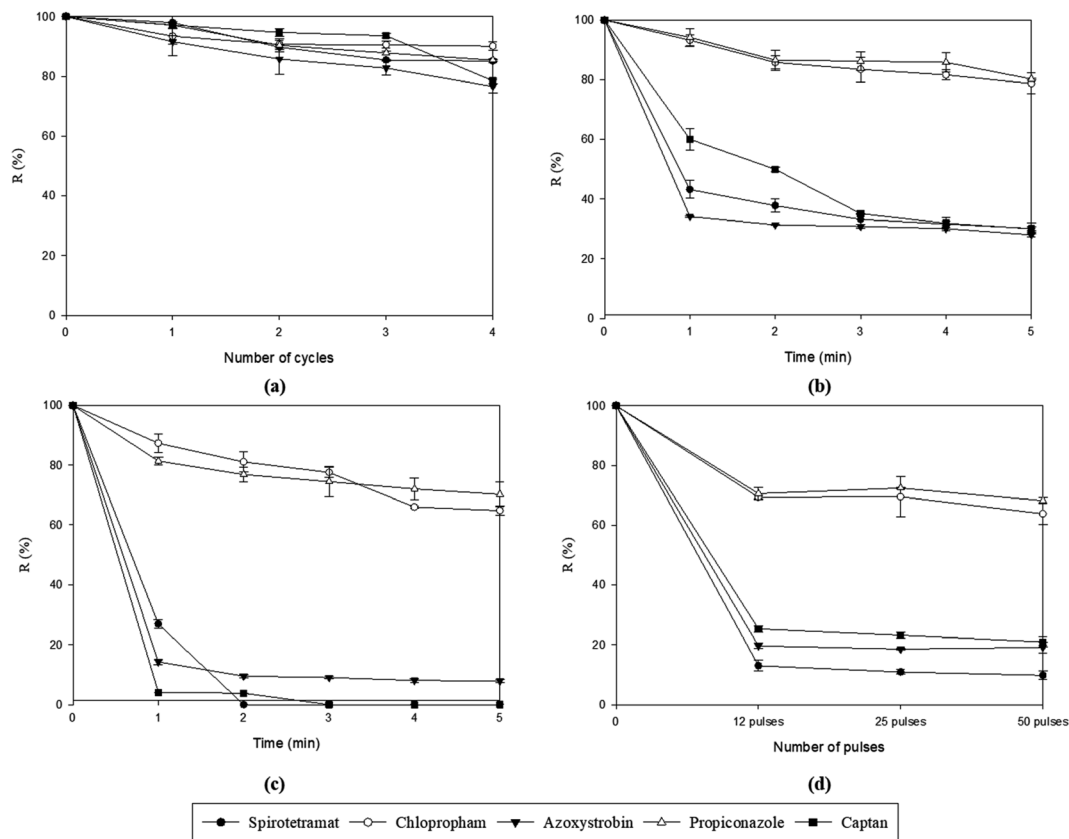 100
80
60
40
20
0
R (%)
0 1 2 3 4
Number of cycles
(a)
100
80
60
40
20
0
R (%)
0 1 2 3 4 5
Time (min)
(b)
100
80
60
40
20
0
R (%)
0 1 2 3 4 5
Time (min)
(c)
100
80
60
40
20
0
R (%)
0 12 pulses 25 pulses 50 pulses
Number of pulses
(d)
Spirotetramat Chlopropham Azoxystrobin Propiconazole Captan